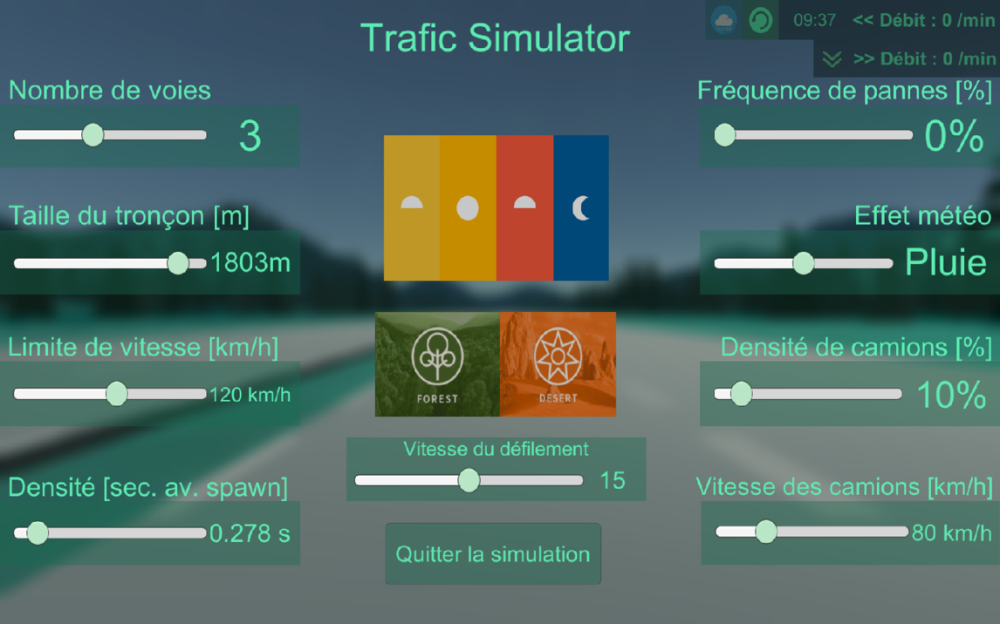 Trafic Simulator
09:37 << Débit : 0 /min
>> Débit : 0 /min
Nombre de voies
3
Taille du tronçon [m]
1803m
Limite de vitesse [km/h]
120 km/h
Densité [sec. av. spawn]
0.278 s
FOREST
DESERT
Vitesse du défilement
15
Quitter la simulation
Fréquence de pannes [%]
0%
Effet météo
Pluie
Densité de camions [%]
10%
Vitesse des camions [km/h]
80 km/h